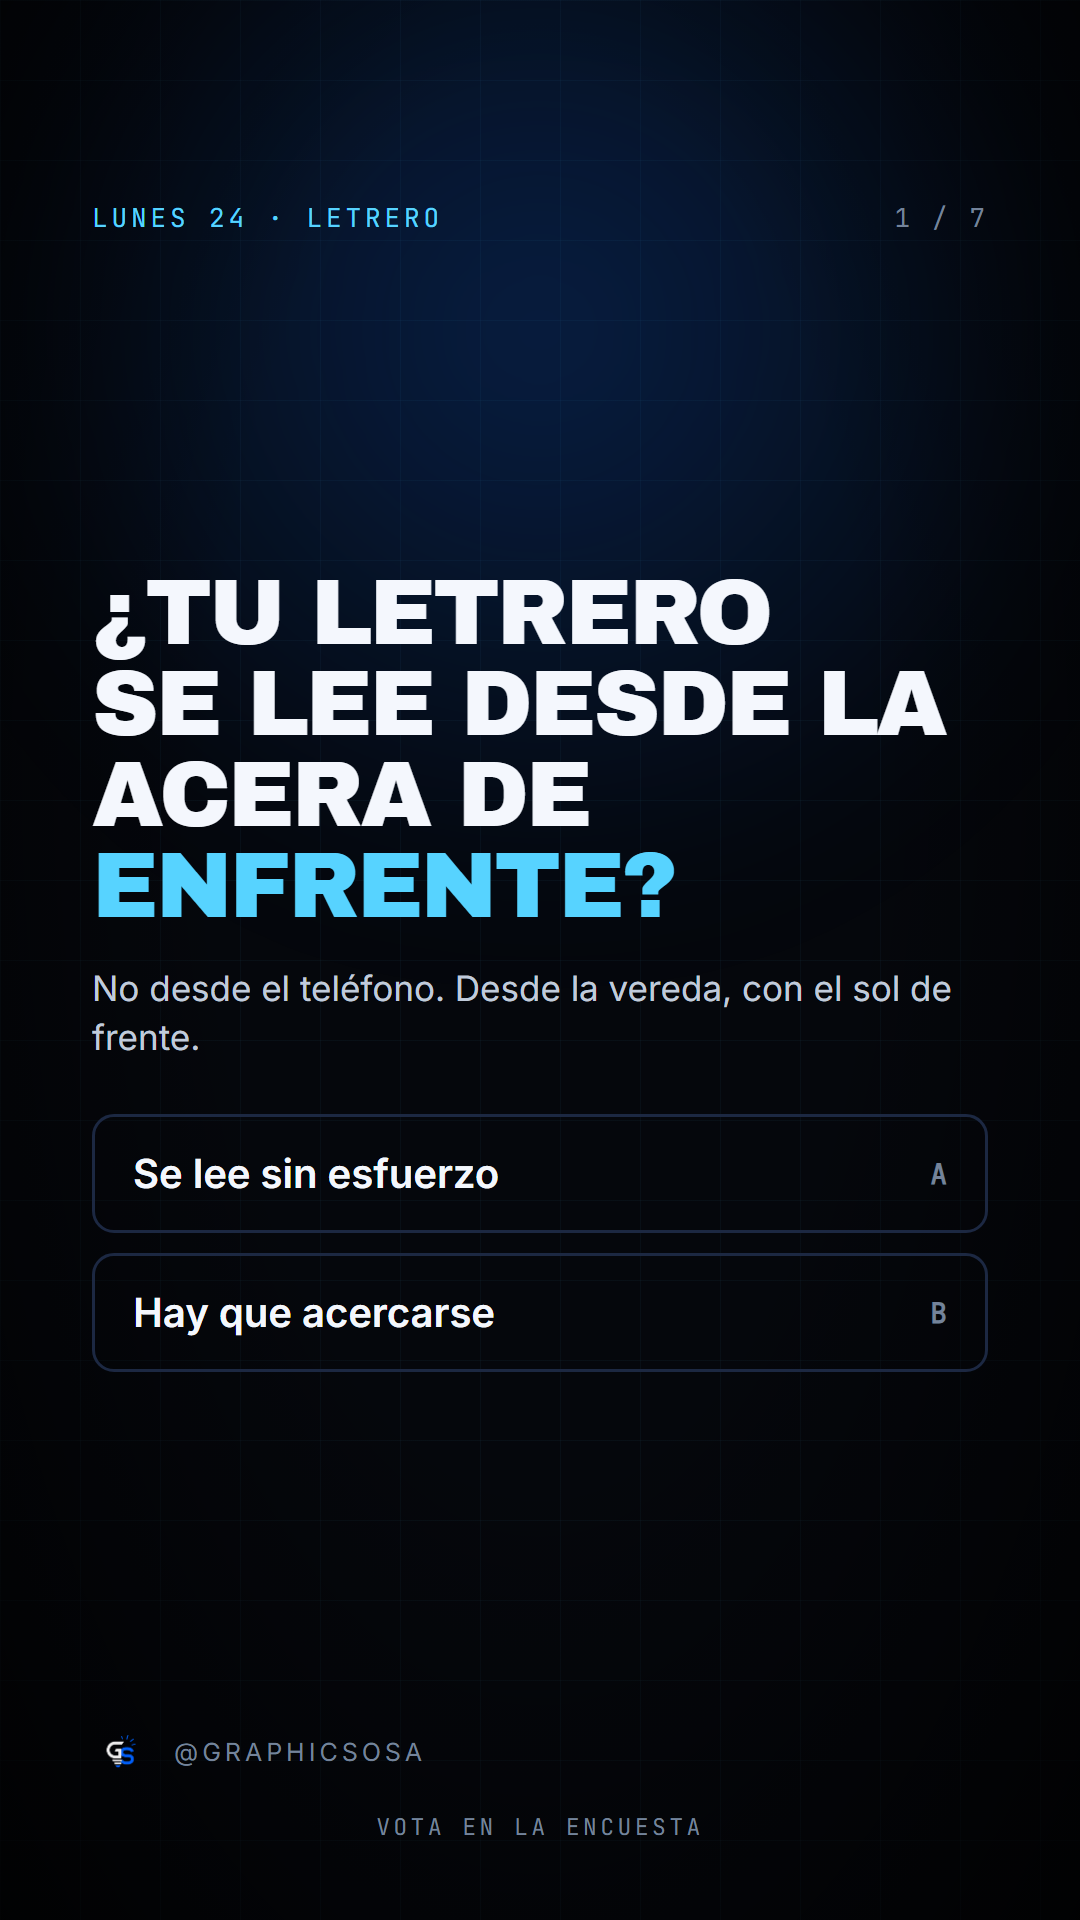 LUNES 24 · LETRERO
1 / 7
¿TU LETRERO
SE LEE DESDE LA
ACERA DE
ENFRENTE?
No desde el teléfono. Desde la vereda, con el sol de
frente.
Se lee sin esfuerzo
A
Hay que acercarse
B
GS
@GRAPHICSOSA
VOTA EN LA ENCUESTA